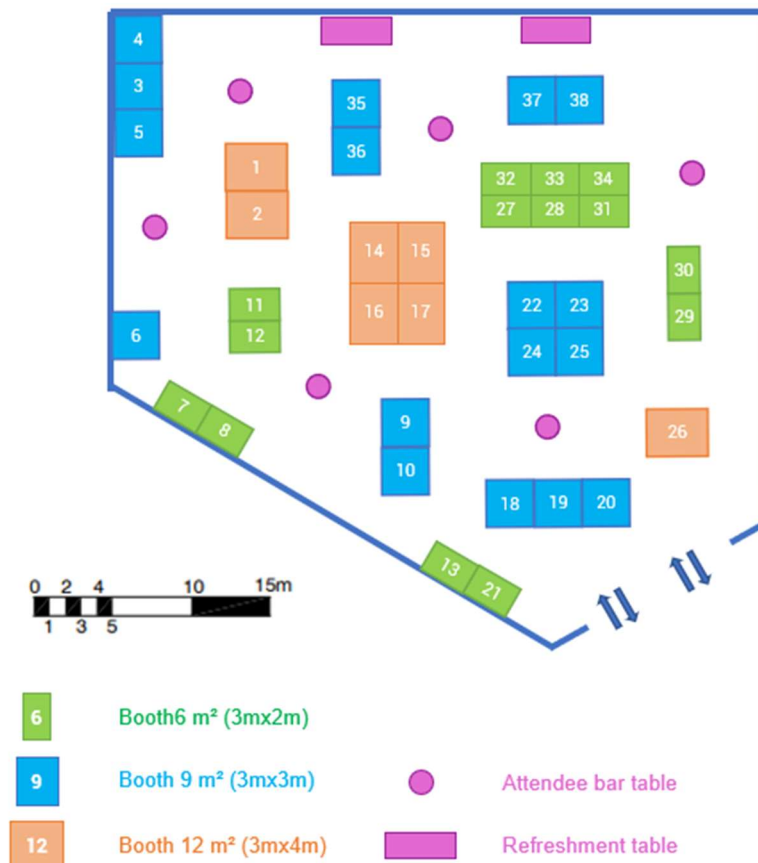 4
3
5
35
36
37 38
1
2
32 33 34
27 28 31
14 15
16 17
30
29
11
12
22 23
24 25
6
7 8
9
10
26
18 19 20
13 21
0 2 4 10 15m
1 3 5
6 Booth6 m² (3mx2m)
9 Booth 9 m² (3mx3m)
Attendee bar table
12 Booth 12 m² (3mx4m)
Refreshment table